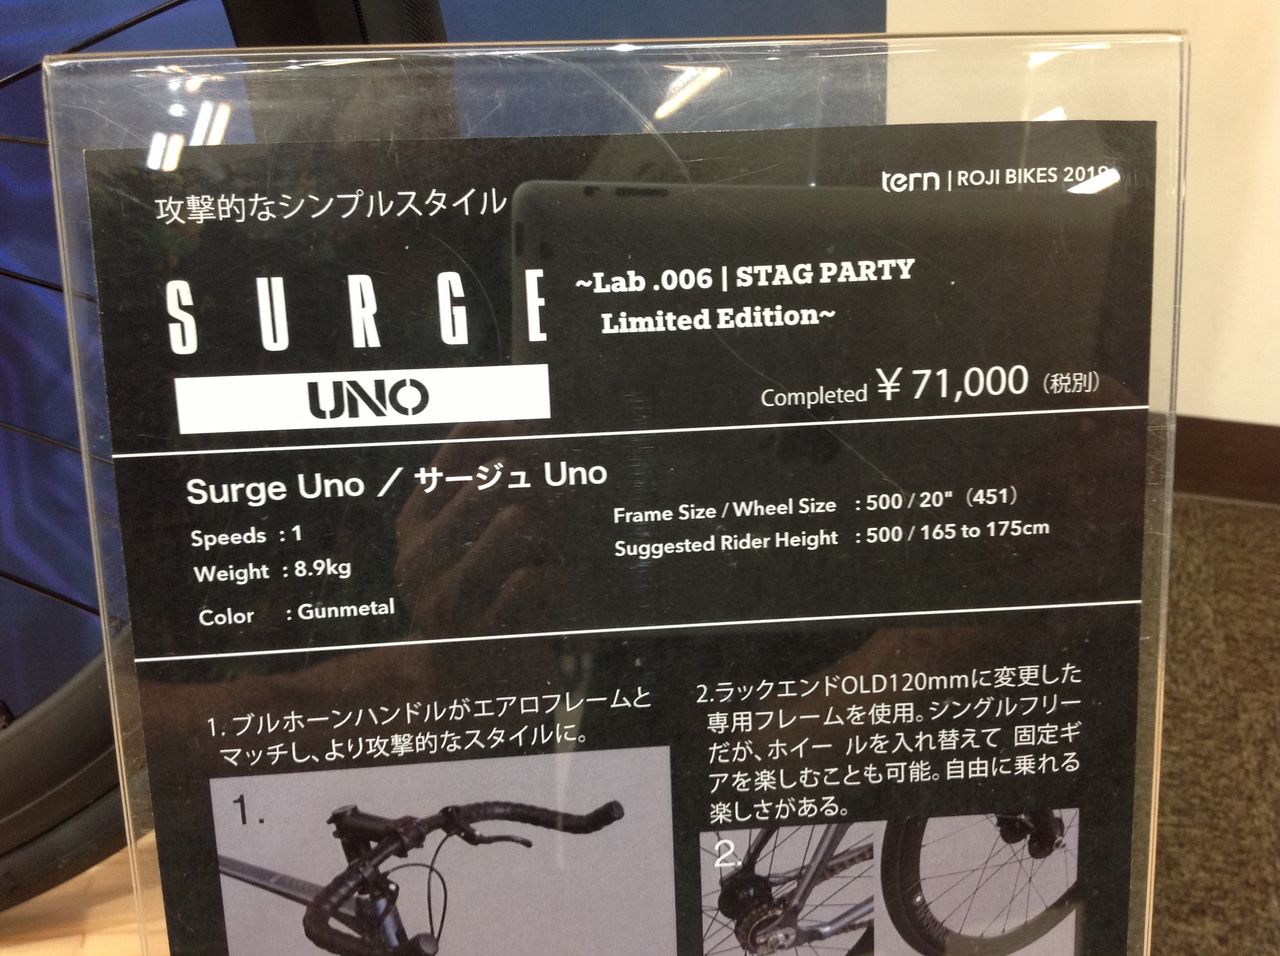 攻撃的なシンプルスタイル
tern | ROJI BIKES 2018
SURGE
~Lab .006 | STAG PARTY
Limited Edition~
UNO
Completed ¥71,000（税別）
Surge Uno ／ サージュ Uno
Speeds : 1
Weight : 8.9kg
Color : Gunmetal
Frame Size / Wheel Size : 500 / 20"（451）
Suggested Rider Height : 500 / 165 to 175cm
1. ブルホーンハンドルがエアロフレームと
マッチし、より攻撃的なスタイルに。
1.
2.ラックエンドOLD120mmに変更した
専用フレームを使用。シングルフリー
だが、ホイー ルを入れ替えて 固定ギ
アを楽しむことも可能。自由に乗れる
楽しさがある。
2.